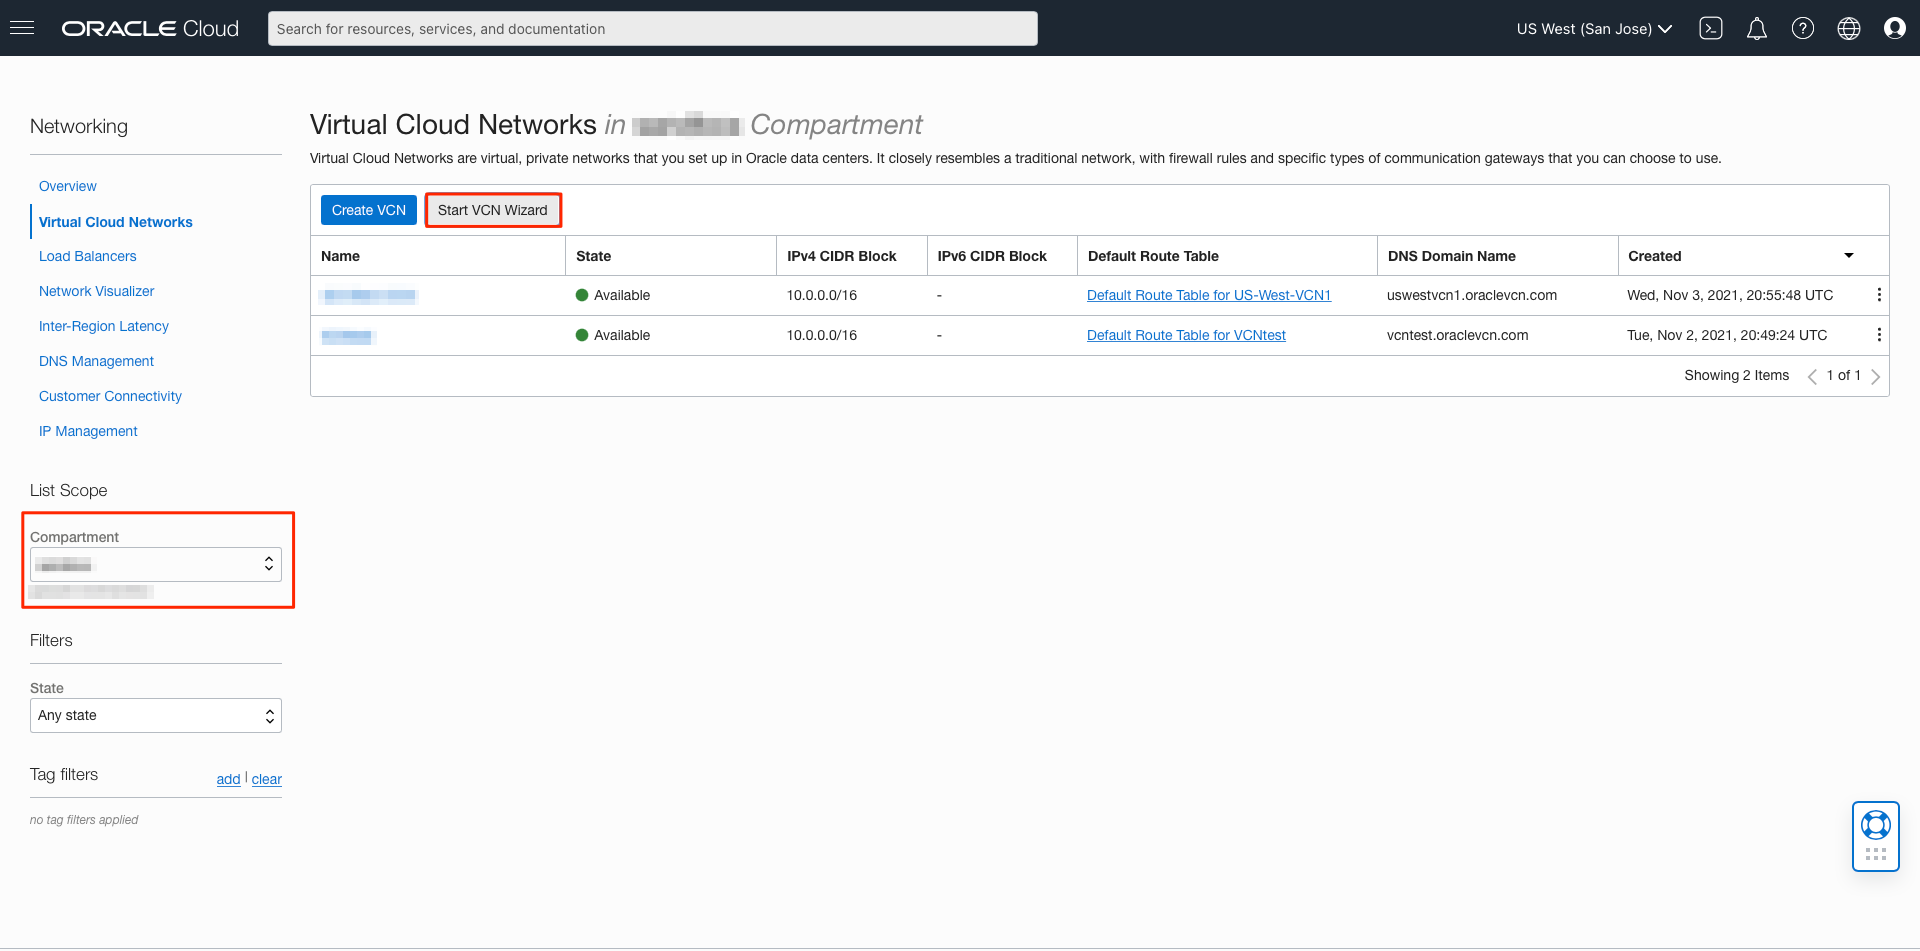 ORACLE Cloud
Search for resources, services, and documentation
US West (San Jose)
Networking
Overview
Virtual Cloud Networks
Load Balancers
Network Visualizer
Inter-Region Latency
DNS Management
Customer Connectivity
IP Management
List Scope
Compartment
Filters
State
Any state
Tag filters
add | clear
no tag filters applied
Virtual Cloud Networks in Compartment
Virtual Cloud Networks are virtual, private networks that you set up in Oracle data centers. It closely resembles a traditional network, with firewall rules and specific types of communication gateways that you can choose to use.
Create VCN Start VCN Wizard
Name State IPv4 CIDR Block IPv6 CIDR Block Default Route Table DNS Domain Name Created
Available 10.0.0.0/16 - Default Route Table for US-West-VCN1 uswestvcn1.oraclevcn.com Wed, Nov 3, 2021, 20:55:48 UTC
Available 10.0.0.0/16 - Default Route Table for VCNtest vcntest.oraclevcn.com Tue, Nov 2, 2021, 20:49:24 UTC
Showing 2 Items < 1 of 1 >